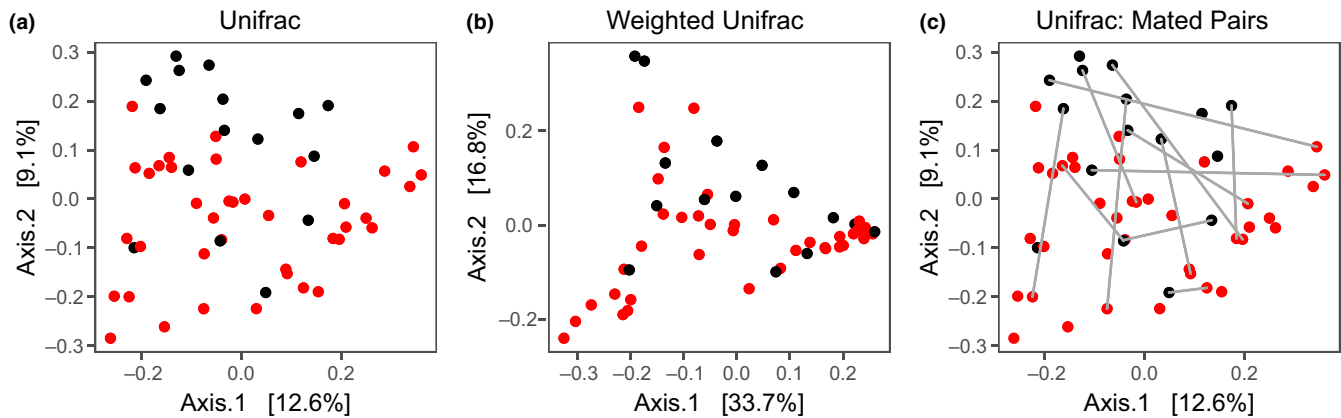 (a) Unifrac
0.3
0.2
0.1
0.0
−0.1
−0.2
−0.3
Axis.2 [9.1%]
−0.2 0.0 0.2
Axis.1 [12.6%]
(b) Weighted Unifrac
0.2
0.0
−0.2
Axis.2 [16.8%]
−0.3 −0.2 −0.1 0.0 0.1 0.2
Axis.1 [33.7%]
(c) Unifrac: Mated Pairs
0.3
0.2
0.1
0.0
−0.1
−0.2
−0.3
Axis.2 [9.1%]
−0.2 0.0 0.2
Axis.1 [12.6%]